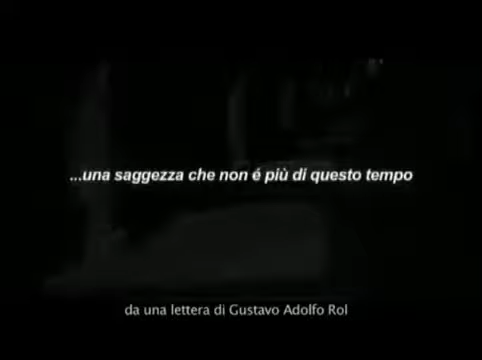 ...una saggezza che non é più di questo tempo
da una lettera di Gustavo Adolfo Rol